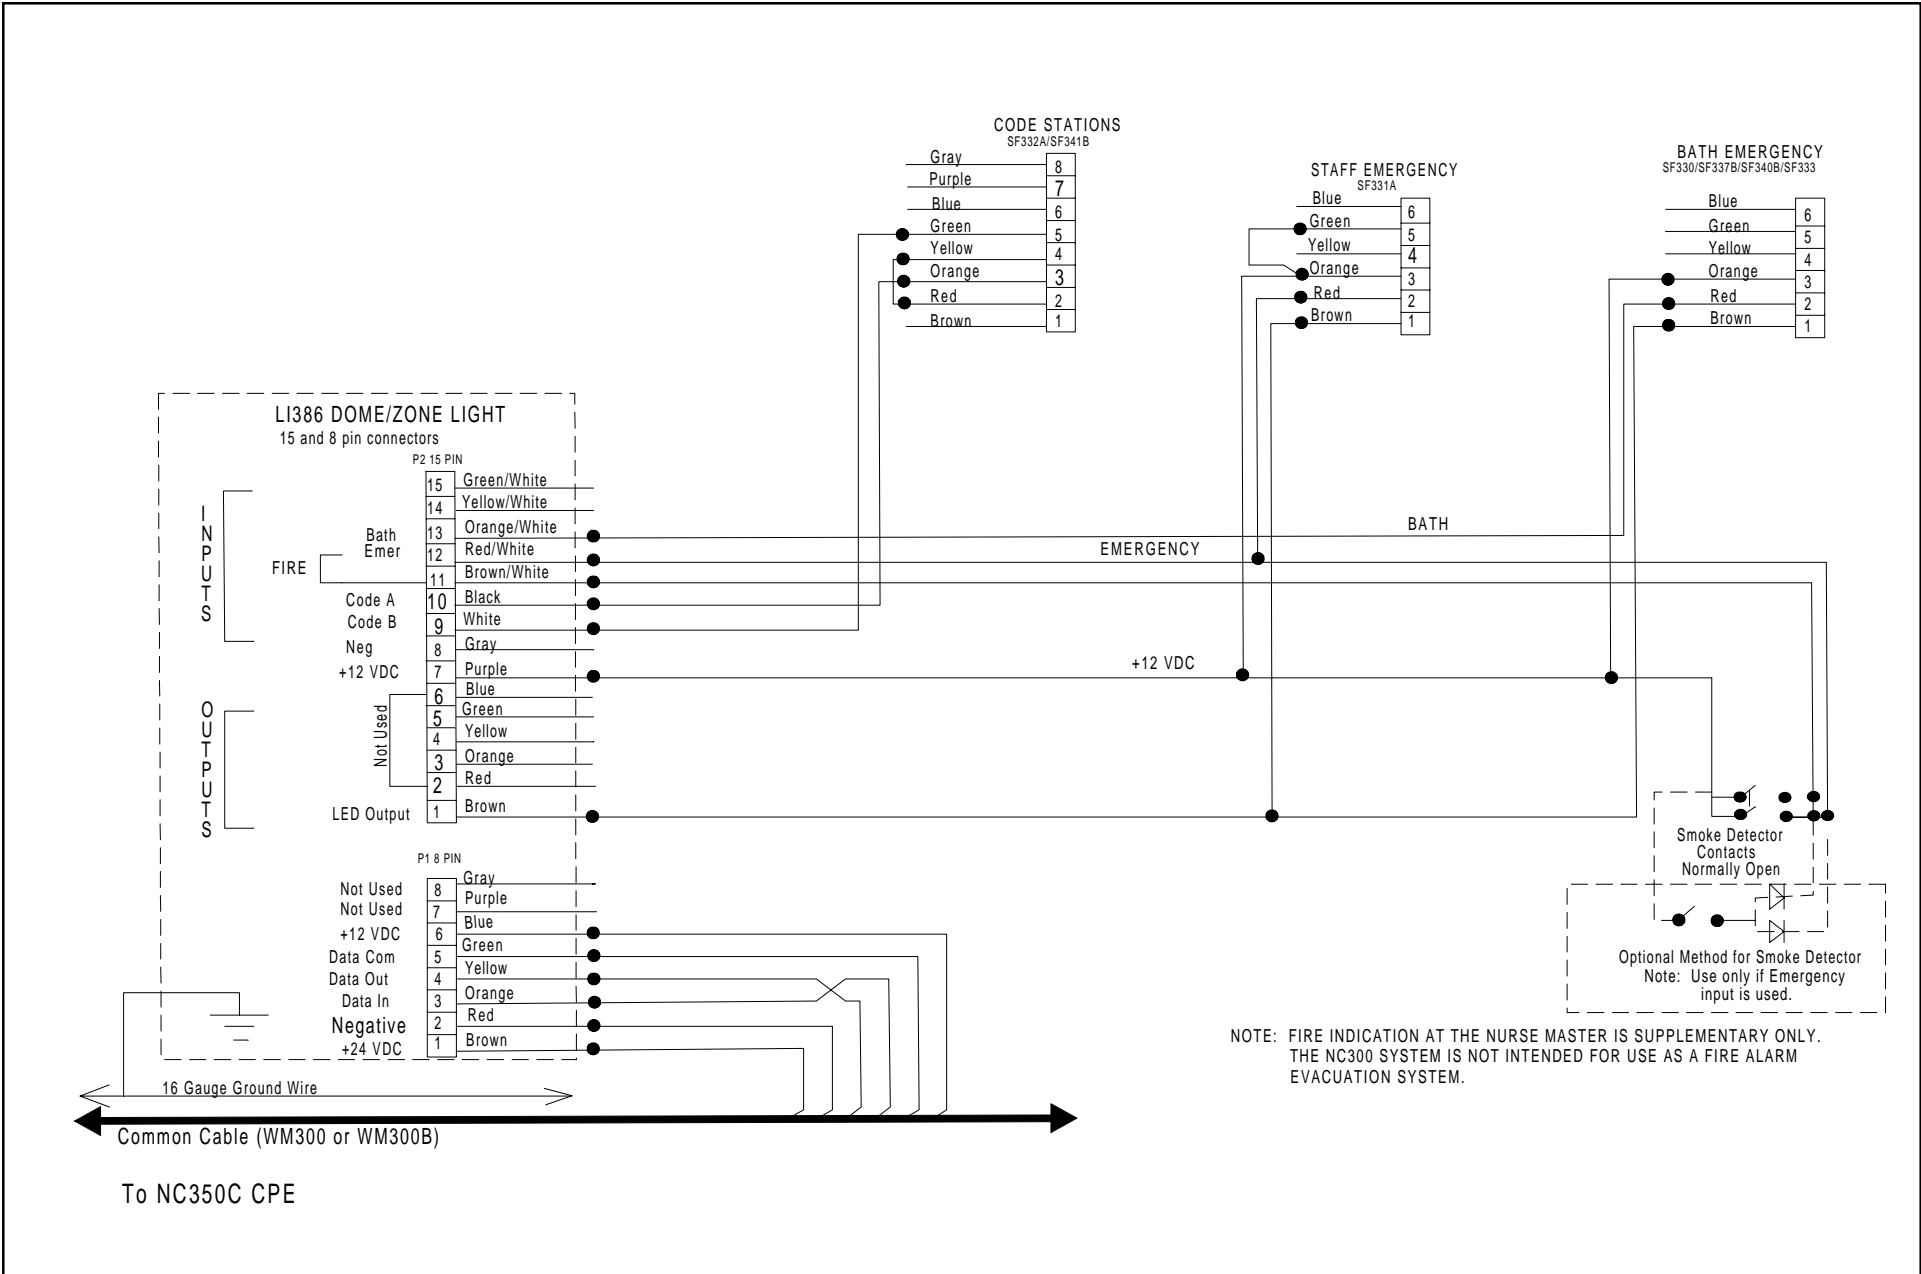 CODE STATIONS
SF332A/SF341B
Gray 8
Purple 7
Blue 6
Green 5
Yellow 4
Orange 3
Red 2
Brown 1
STAFF EMERGENCY
SF331A
Blue 6
Green 5
Yellow 4
Orange 3
Red 2
Brown 1
BATH EMERGENCY
SF330/SF337B/SF340B/SF333
Blue 6
Green 5
Yellow 4
Orange 3
Red 2
Brown 1
LI386 DOME/ZONE LIGHT
15 and 8 pin connectors
P2 15 PIN
INPUTS
15 Green/White
14 Yellow/White
Bath 13 Orange/White
Emer 12 Red/White
FIRE 11 Brown/White
Code A 10 Black
Code B 9 White
Neg 8 Gray
+12 VDC 7 Purple
OUTPUTS
Not Used
6 Blue
5 Green
4 Yellow
3 Orange
2 Red
LED Output 1 Brown
BATH
EMERGENCY
+12 VDC
P1 8 PIN
Not Used 8 Gray
Not Used 7 Purple
+12 VDC 6 Blue
Data Com 5 Green
Data Out 4 Yellow
Data In 3 Orange
Negative 2 Red
+24 VDC 1 Brown
16 Gauge Ground Wire
Common Cable (WM300 or WM300B)
To NC350C CPE
Smoke Detector
Contacts
Normally Open
Optional Method for Smoke Detector
Note: Use only if Emergency
input is used.
NOTE: FIRE INDICATION AT THE NURSE MASTER IS SUPPLEMENTARY ONLY.
THE NC300 SYSTEM IS NOT INTENDED FOR USE AS A FIRE ALARM
EVACUATION SYSTEM.